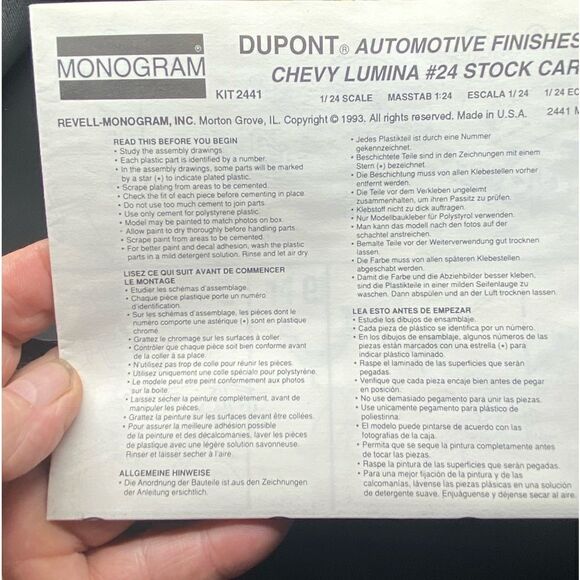 MONOGRAM®
DUPONT® AUTOMOTIVE FINISHES
CHEVY LUMINA #24 STOCK CAR
KIT 2441
1/24 SCALE MASSTAB 1:24 ESCALA 1/24 1/24 EC
REVELL-MONOGRAM, INC. Morton Grove, IL. Copyright © 1993. All rights reserved. Made in U.S.A.
2441 M
READ THIS BEFORE YOU BEGIN
• Study the assembly drawings.
• Each plastic part is identified by a number.
• In the assembly drawings, some parts will be marked
by a star (★) to indicate plated plastic.
• Scrape plating from areas to be cemented.
• Check the fit of each piece before cementing in place.
• Do not use too much cement to join parts.
• Use only cement for polystyrene plastic.
• Model may be painted to match photos on box.
• Allow paint to dry thoroughly before handling parts.
• Scrape paint from areas to be cemented.
• For better paint and decal adhesion, wash the plastic
parts in a mild detergent solution. Rinse and let air dry
LISEZ CE QUI SUIT AVANT DE COMMENCER
LE MONTAGE
• Etudier les schémas d'assemblage.
• Chaque pièce plastique porte un numéro
d'identification.
• Sur les schémas d'assemblage, les pièces dont le
numéro comporte une astérique (★) sont en plastique
chromé.
• Grattez le chromage sur les surfaces à coller.
• Contrôler que chaque pièce soit bien conforme avant
de la coller à sa place.
• N'utilisez pas trop de colle pour réunir les pièces.
• Utilisez uniquement une colle spéciale pour polystyrène.
• Le modèle peut etre peint conformement aux photos
sur la boite.
• Laissez sécher la peinture complètement, avant de
manipuler les pièces.
• Grattez la peinture sur les surfaces devant être collées.
• Pour assurer la meilleure adhésion possible
de la peinture et des décalcomanies, laver les pièces
de plastique avec une légère solution savonneuse.
Rinser et laisser secher à l'aire.
ALLGEMEINE HINWEISE
• Die Anordnung der Bauteile ist aus den Zeichnungen
der Anleitung ersichtlich.
• Jedes Plastikteil ist durch eine Nummer
gekennzeichnet.
• Beschichtete Teile sind in den Zeichnungen mit einem
Stern (★) bezeichnet.
• Die Beschichtung muss von allen Klebestellen vorher
entfernt werden.
• Die Teile vor dem Verkleben ungeleimt
zusammenhalten, um ihren Passitz zu prüfen.
• Klebstoff nicht zu dick auftragen.
• Nur Modelbaukleber für Polystyrol verwenden.
• Man kann das modell nach den fotos auf der
schachtel anstreichen.
• Bemalte Teile vor der Weiterverwendung gut trocknen
lassen.
• Die Farbe muss von allen späteren Klebestellen
abgeschabt werden.
• Damit die Farbe und die Abziehbilder besser kleben,
sind die Plastikteile in einer milden Seifenlauge zu
waschen. Dann abspülen und an der Luft trocknen lassen.
LEA ESTO ANTES DE EMPEZAR
• Estudie los dibujos de ensamblaje.
• Cada pieza de plástico se identifica por un número.
• En los dibujos de ensamblaje, algunos números de las
piezas están marcados con una estrella (★) para
indicar plástico laminado.
• Raspe el laminado de las superficies que serán
pegadas.
• Verifique que cada pieza encaje bien antes de pegar
en posición.
• No use demasiado pegamento para unir las piezas.
• Use unicamente pegamento para plástico de
poliestirina.
• El modelo puede pintarse de acuerdo con las
fotografías de la caja.
• Permita que se seque la pintura completamente antes
de tocar las piezas.
• Raspe la pintura de las superficies que serán pegadas.
• Para una mejor fijación de la pintura y de las
calcomanías, lávense las piezas plásicas en una solución
de detergente suave. Enjuáguense y déjense secar al aire.